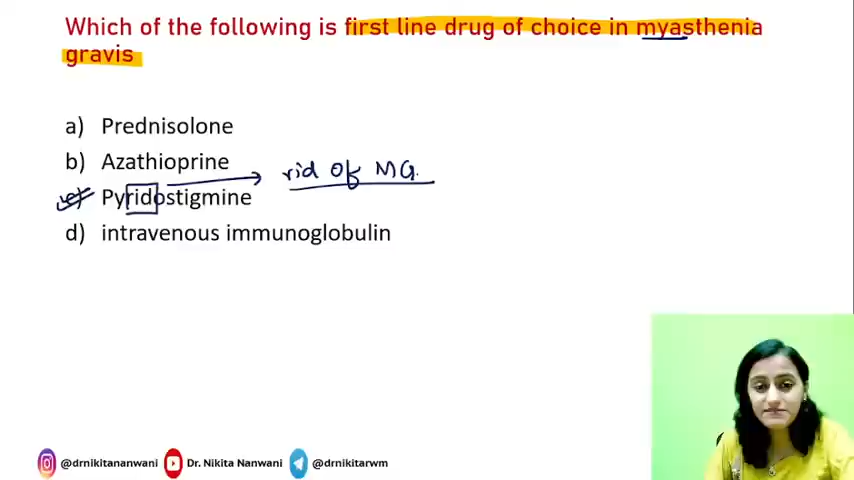 Which of the following is first line drug of choice in myasthenia
gravis
a) Prednisolone
b) Azathioprine
rid of MG.
c) Pyridostigmine
d) intravenous immunoglobulin
@drnikitananwani Dr. Nikita Nanwani @drnikitarwm